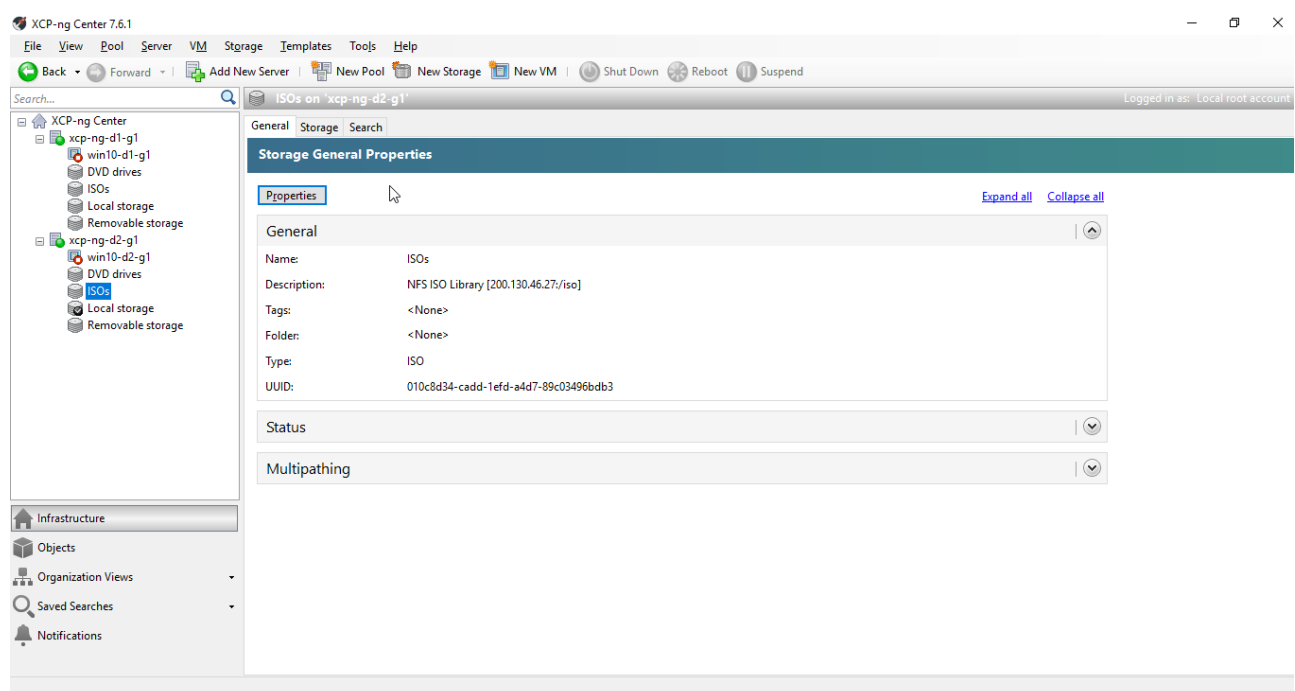 XCP-ng Center 7.6.1
File View Pool Server VM Storage Templates Tools Help
Back Forward Add New Server New Pool New Storage New VM Shut Down Reboot Suspend
Search...
ISOs on 'xcp-ng-d2-g1' Logged in as: Local root account
XCP-ng Center
xcp-ng-d1-g1
win10-d1-g1
DVD drives
ISOs
Local storage
Removable storage
xcp-ng-d2-g1
win10-d2-g1
DVD drives
ISOs
Local storage
Removable storage
Infrastructure
Objects
Organization Views
Saved Searches
Notifications
General Storage Search
Storage General Properties
Properties Expand all Collapse all
General
Name: ISOs
Description: NFS ISO Library [200.130.46.27:/iso]
Tags: <None>
Folder: <None>
Type: ISO
UUID: 010c8d34-cadd-1efd-a4d7-89c03496bdb3
Status
Multipathing